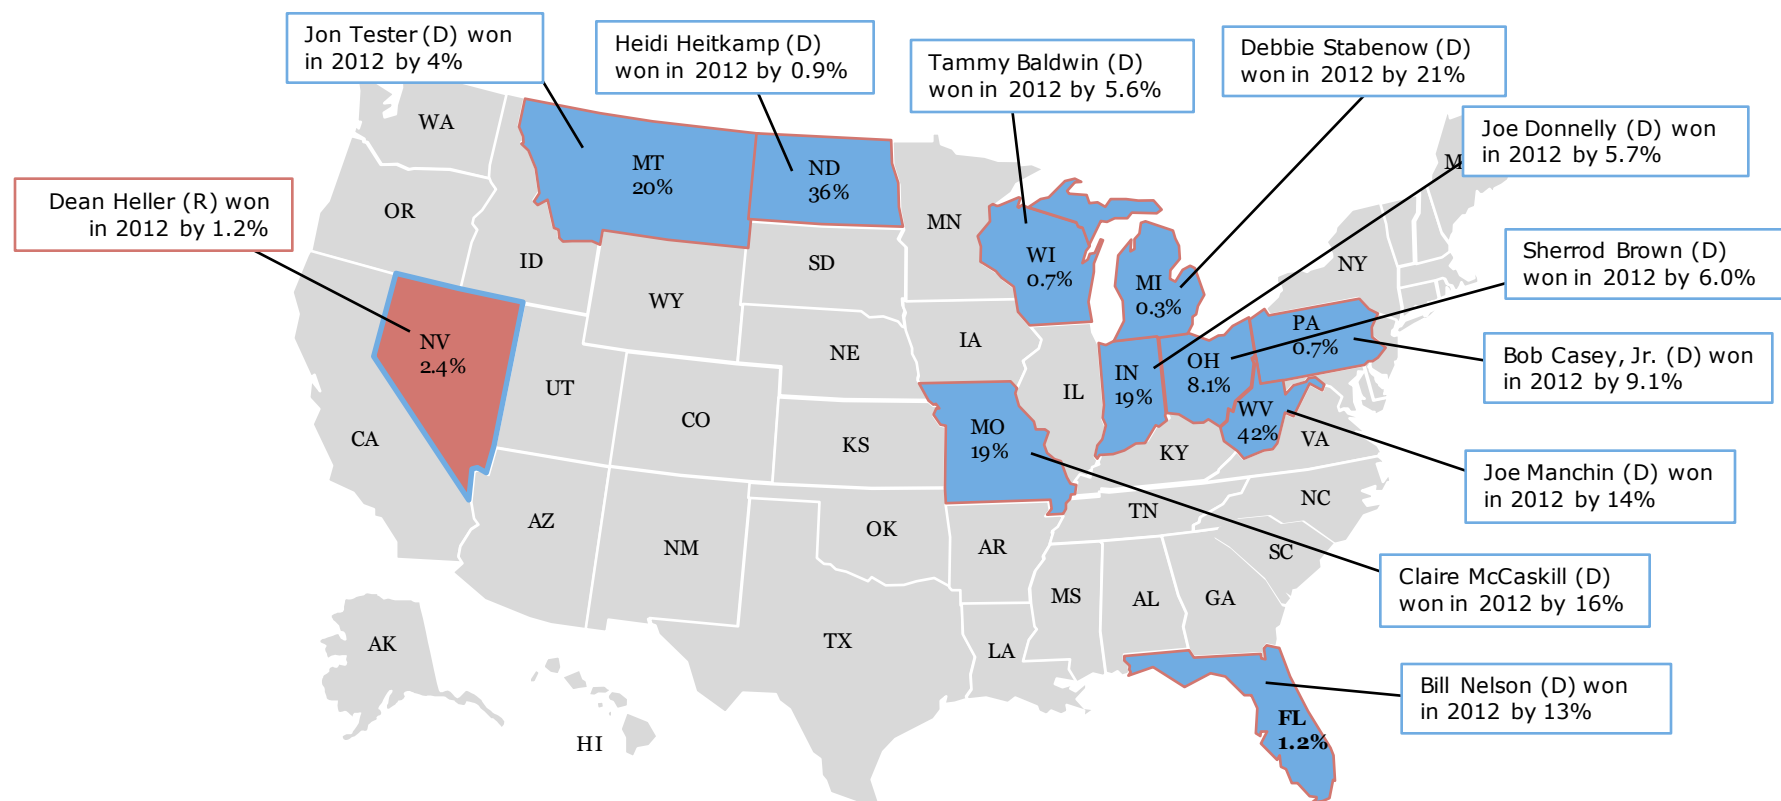 Jon Tester (D) won
in 2012 by 4%
Heidi Heitkamp (D)
won in 2012 by 0.9%
Tammy Baldwin (D)
won in 2012 by 5.6%
Debbie Stabenow (D)
won in 2012 by 21%
Joe Donnelly (D) won
in 2012 by 5.7%
Dean Heller (R) won
in 2012 by 1.2%
Sherrod Brown (D)
won in 2012 by 6.0%
Bob Casey, Jr. (D) won
in 2012 by 9.1%
Joe Manchin (D) won
in 2012 by 14%
Claire McCaskill (D)
won in 2012 by 16%
Bill Nelson (D) won
in 2012 by 13%
WA
MT
20%
ND
36%
M
OR
MN
ID
SD
WI
0.7%
MI
0.3%
NY
WY
NV
2.4%
NE
IA
PA
0.7%
UT
IL
IN
19%
OH
8.1%
CA
CO
KS
MO
19%
WV
42%
KY
VA
AZ
NM
OK
AR
TN
NC
SC
MS
AL
GA
AK
TX
LA
HI
FL
1.2%